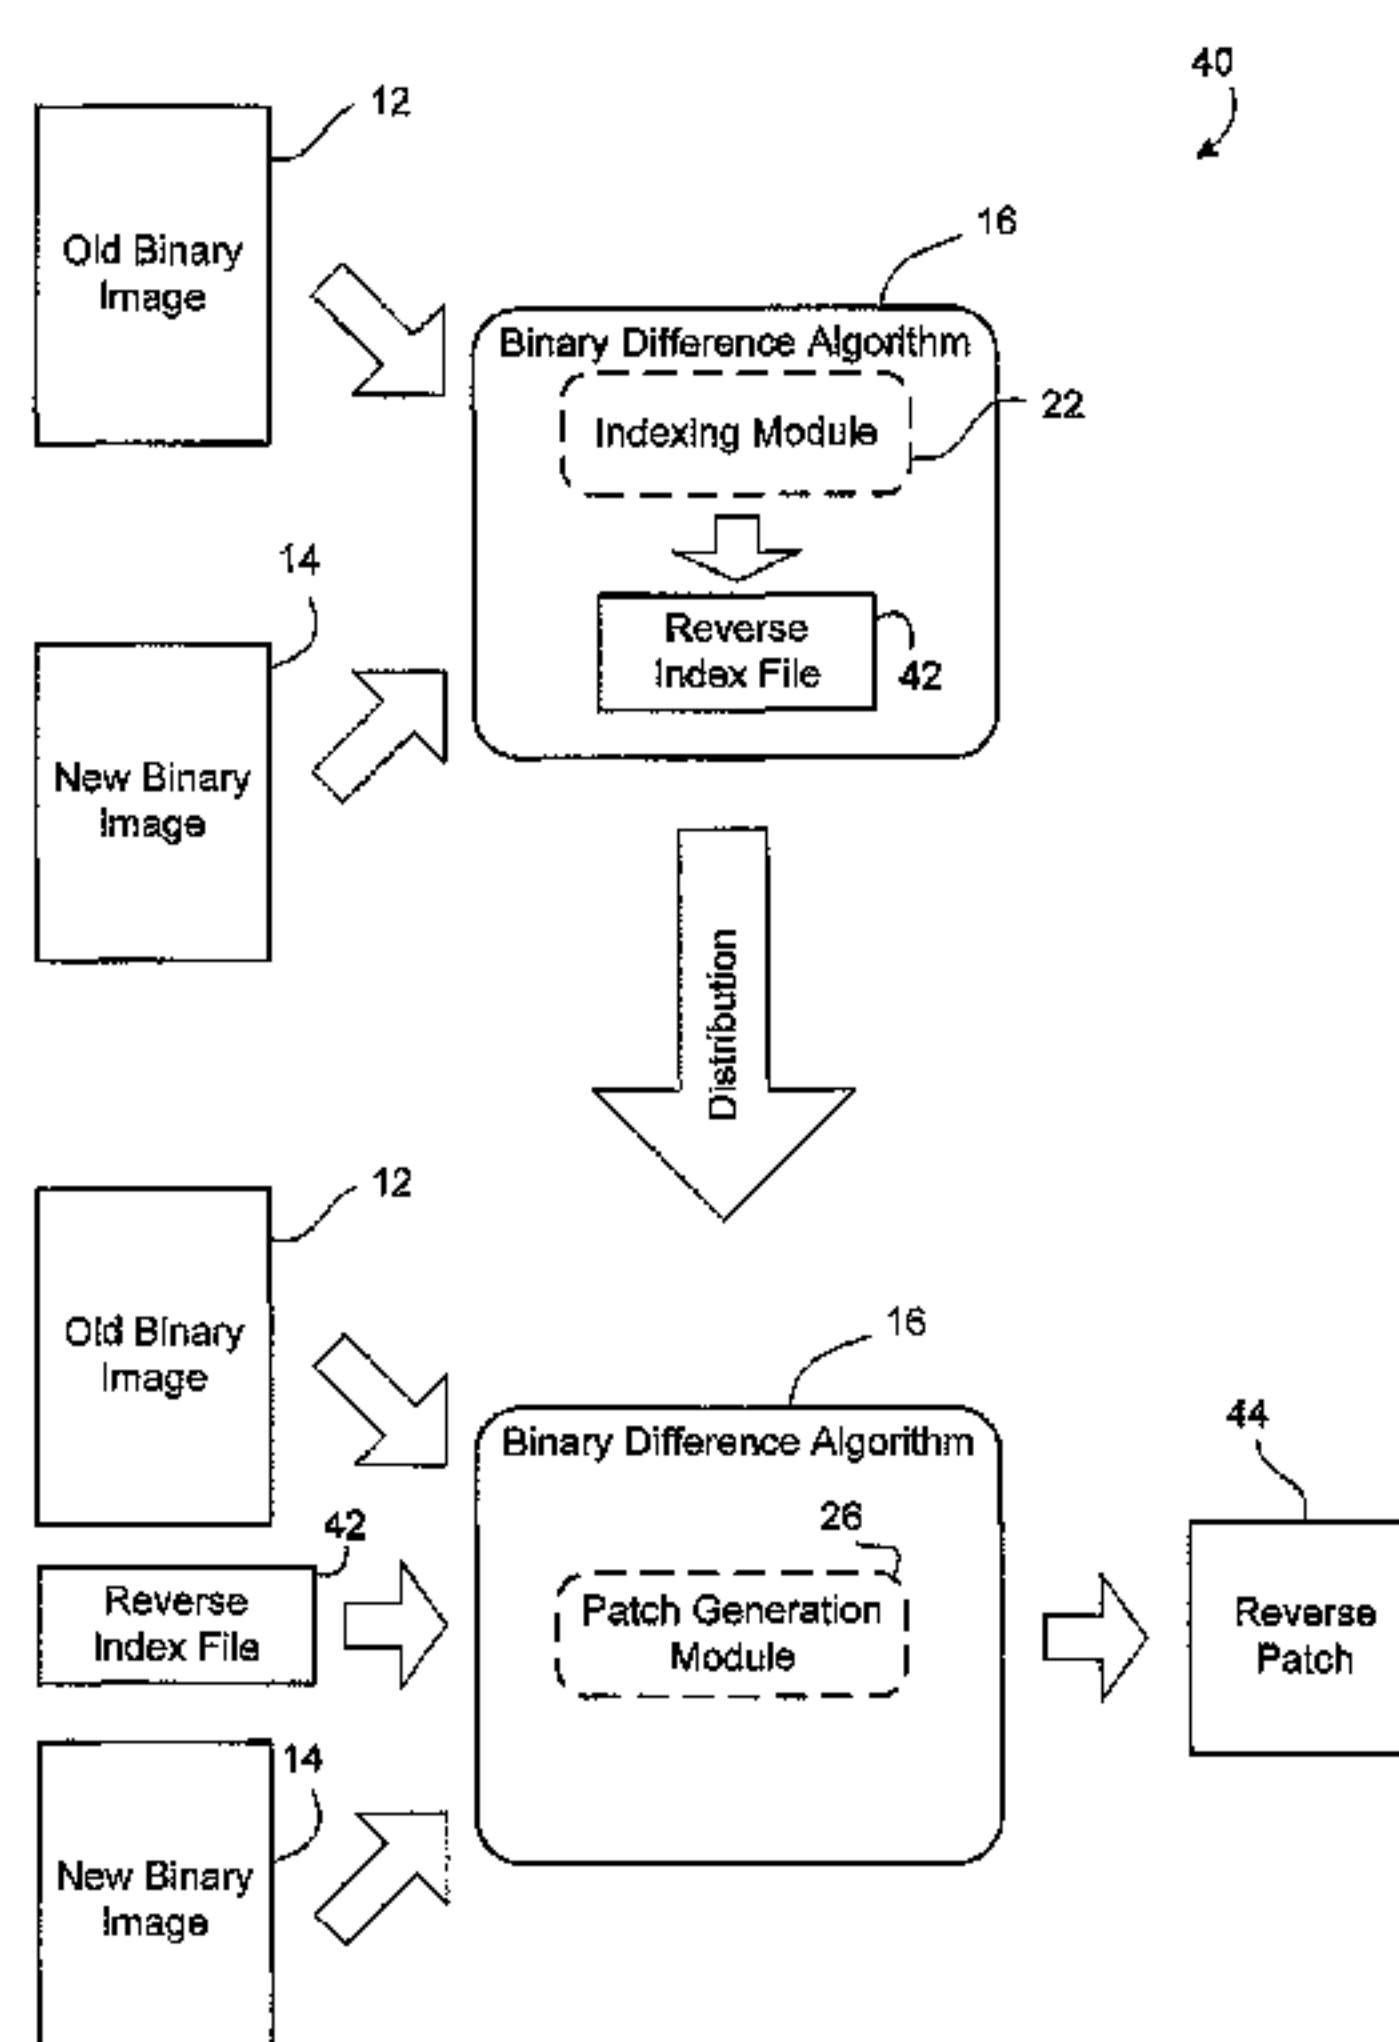 40
12
Old Binary
Image
16
Binary Difference Algorithm
Indexing Module
22
14
Reverse
Index File
42
New Binary
Image
Distribution
12
Old Binary
Image
16
Binary Difference Algorithm
44
42
26
Reverse
Index File
Patch Generation
Module
Reverse
Patch
14
New Binary
Image